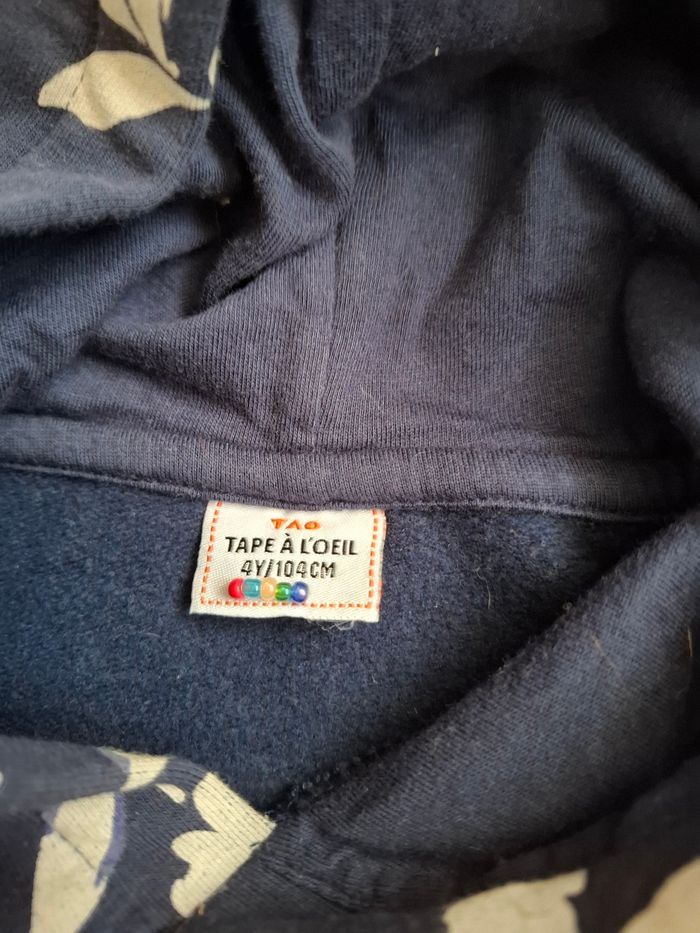 TAO
TAPE À L'OEIL
4Y/104CM